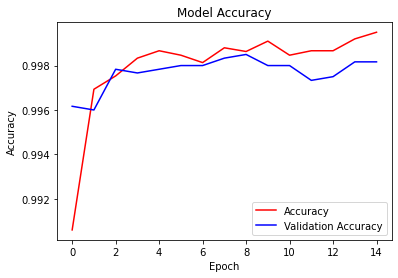 Model Accuracy
Accuracy
0.998
0.996
0.994
0.992
0 2 4 6 8 10 12 14
Epoch
Accuracy
Validation Accuracy